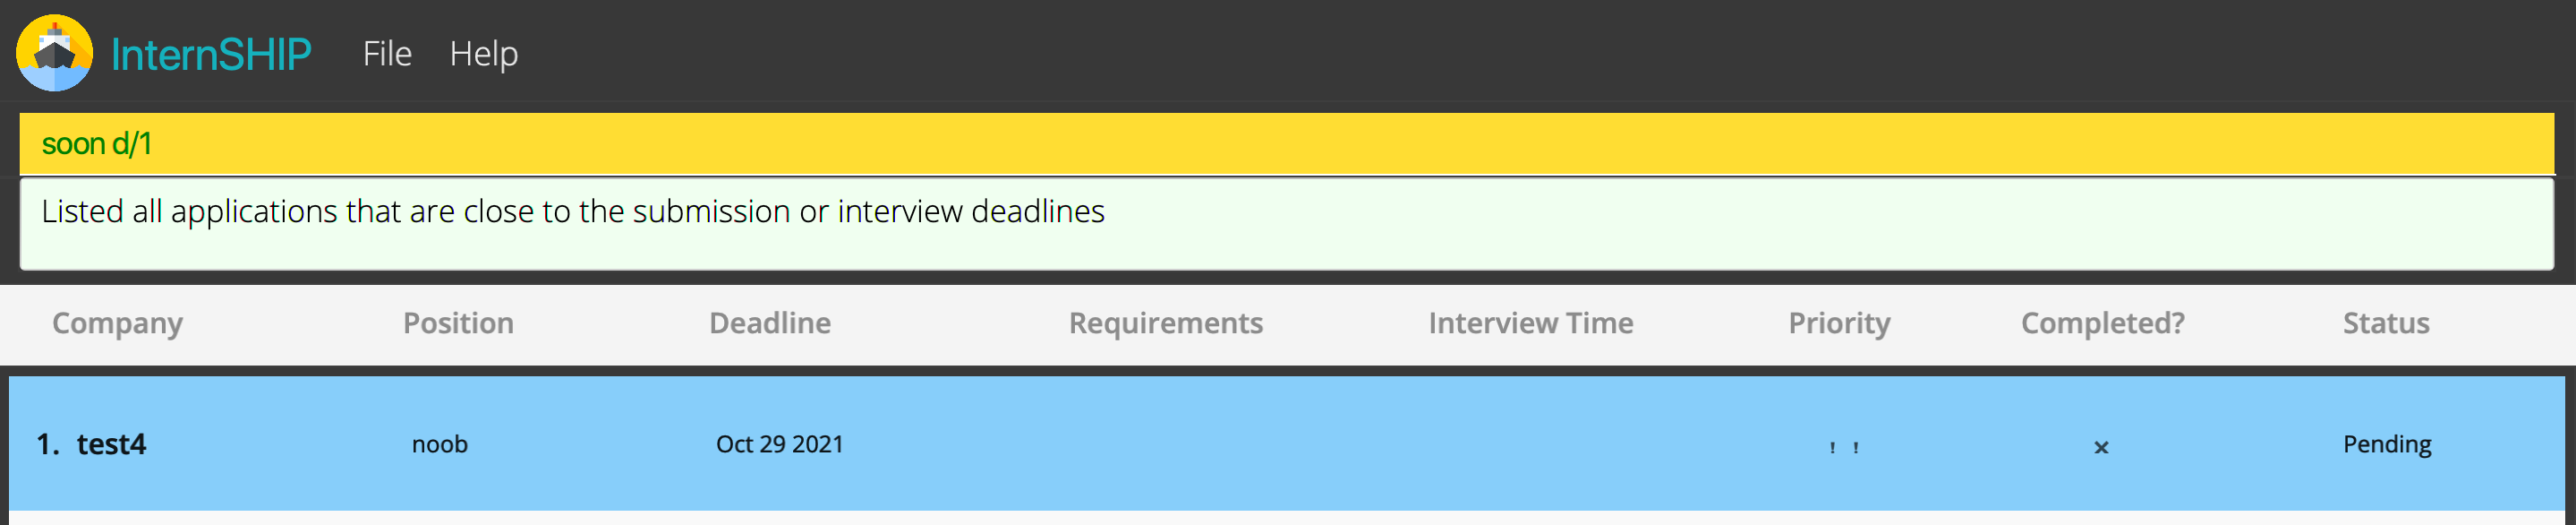 InternSHIP File Help
soon d/1
Listed all applications that are close to the submission or interview deadlines
Company Position Deadline Requirements Interview Time Priority Completed? Status
1. test4 noob Oct 29 2021 ! ! × Pending